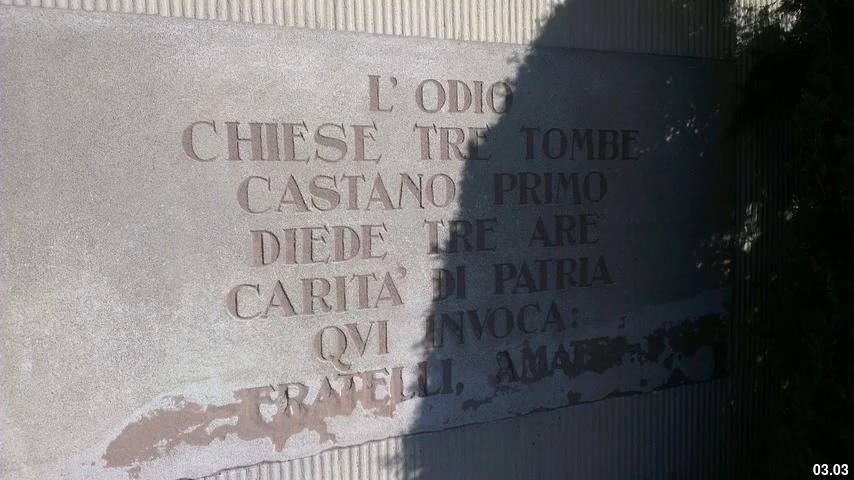 L' ODIO
CHIESE TRE TOMBE
CASTANO PRIMO
DIEDE TRE ARE
CARITA' DI PATRIA
QVI INVOCA:
FRATELLI,
03.03